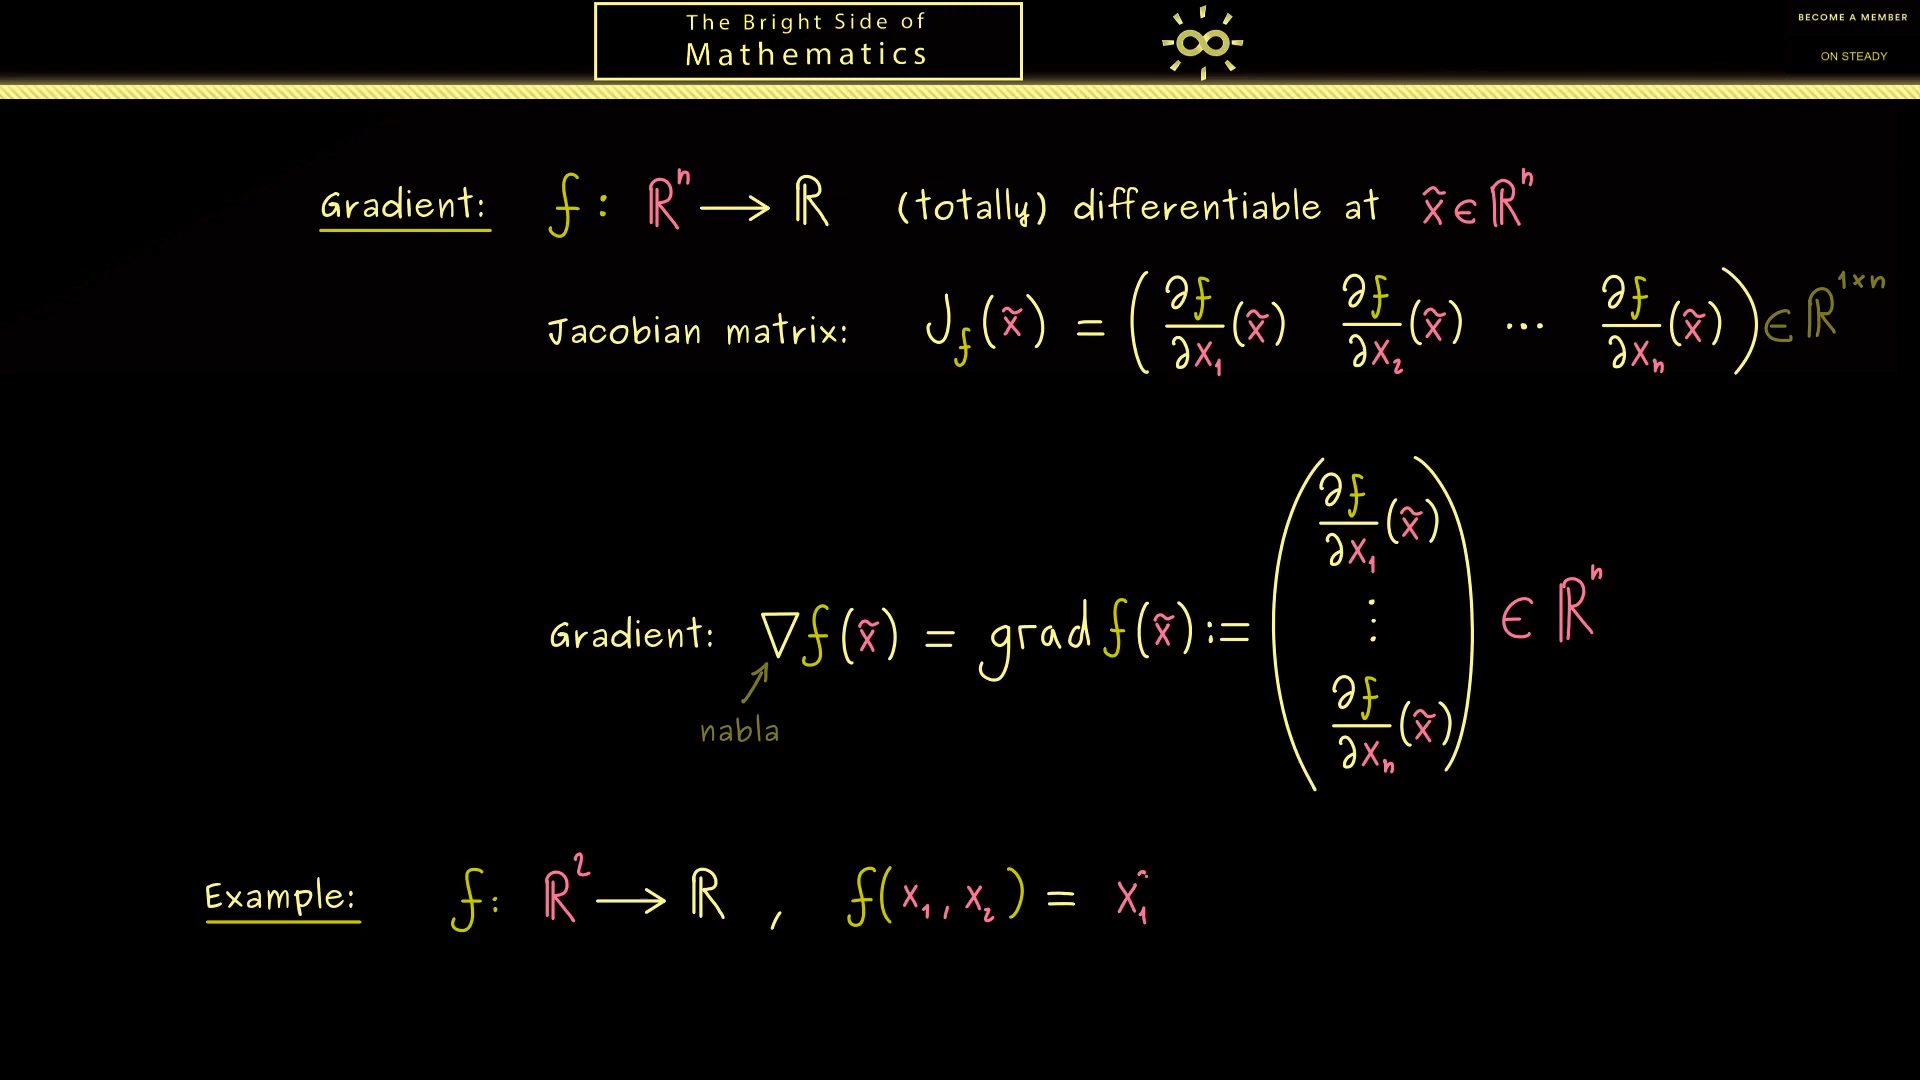 The Bright Side of
Mathematics
BECOME A MEMBER
ON STEADY
Gradient: f: ℝⁿ ⟶ ℝ (totally) differentiable at x̃ ∈ ℝⁿ
Jacobian matrix: J_f(x̃) = ( ∂f/∂x₁(x̃) ∂f/∂x₂(x̃) ⋯ ∂f/∂xₙ(x̃) ) ∈ ℝ^{1×n}
Gradient: ∇f(x̃) = grad f(x̃) := ( ∂f/∂x₁(x̃) ⋮ ∂f/∂xₙ(x̃) ) ∈ ℝⁿ
nabla
Example: f: ℝ² ⟶ ℝ , f(x₁, x₂) = x₁